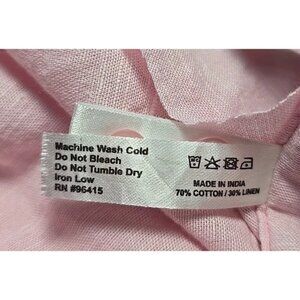 Machine Wash Cold
Do Not Bleach
Do Not Tumble Dry
Iron Low
RN #96415
MADE IN INDIA
70% COTTON / 30% LINEN